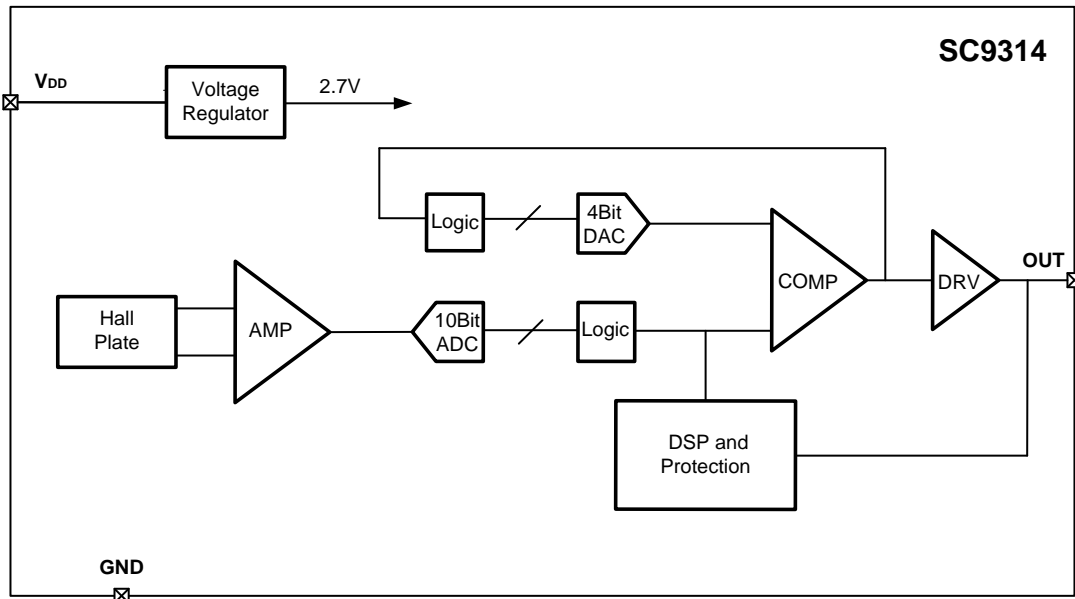 SC9314
VDD
Voltage
Regulator
2.7V
Logic
4Bit
DAC
COMP
DRV
OUT
Hall
Plate
AMP
10Bit
ADC
Logic
DSP and
Protection
GND